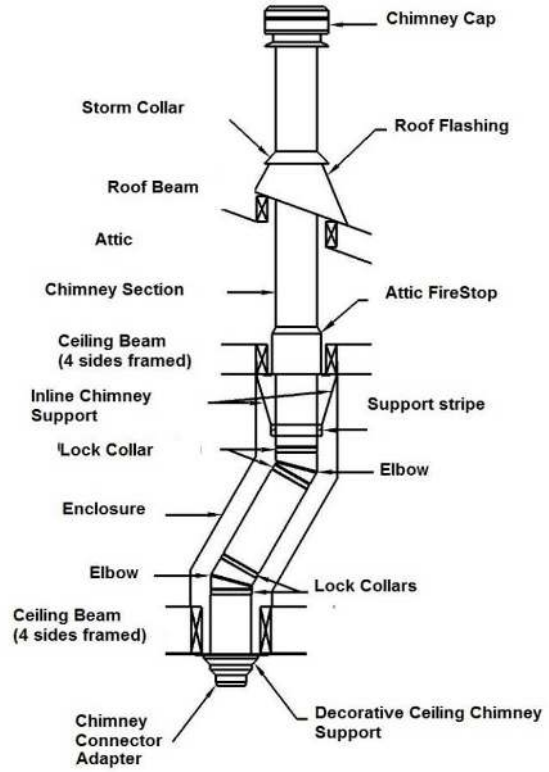 Chimney Cap
Storm Collar
Roof Flashing
Roof Beam
Attic
Chimney Section
Attic FireStop
Ceiling Beam
(4 sides framed)
Inline Chimney
Support
Support stripe
Lock Collar
Elbow
Enclosure
Elbow
Lock Collars
Ceiling Beam
(4 sides framed)
Decorative Ceiling Chimney
Support
Chimney
Connector
Adapter